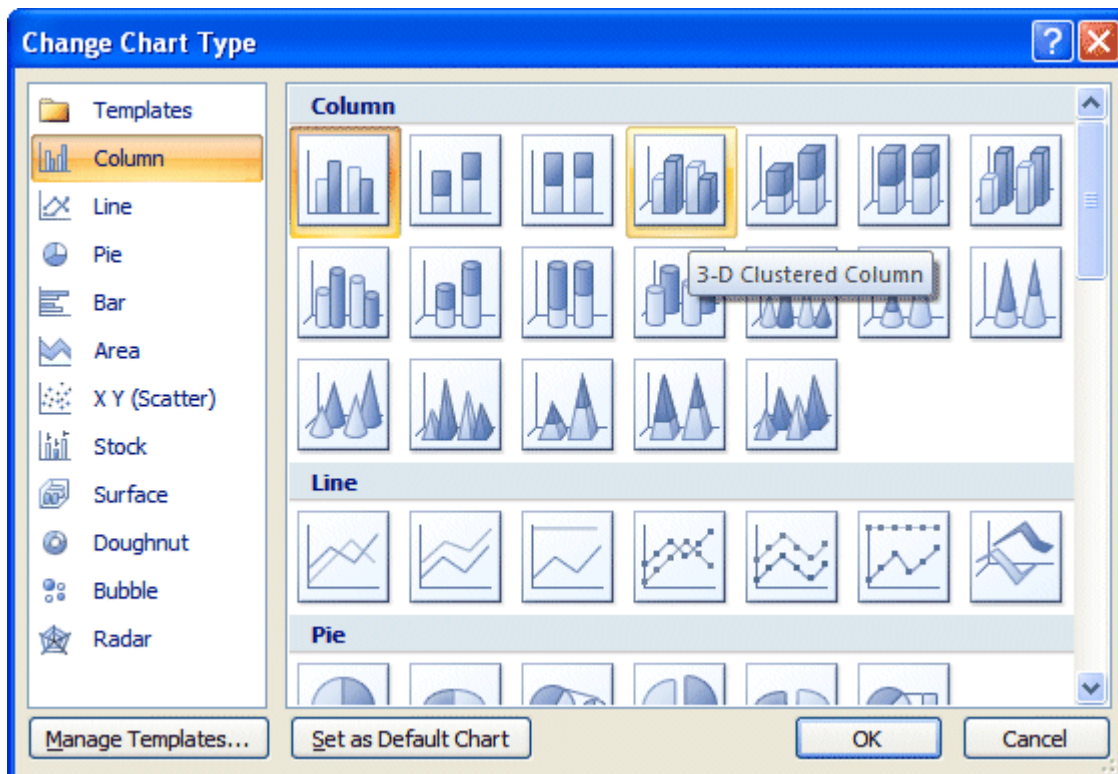 Change Chart Type
Templates
Column
Line
Pie
Bar
Area
X Y (Scatter)
Stock
Surface
Doughnut
Bubble
Radar
Column
3-D Clustered Column
Line
Pie
Manage Templates...
Set as Default Chart
OK
Cancel